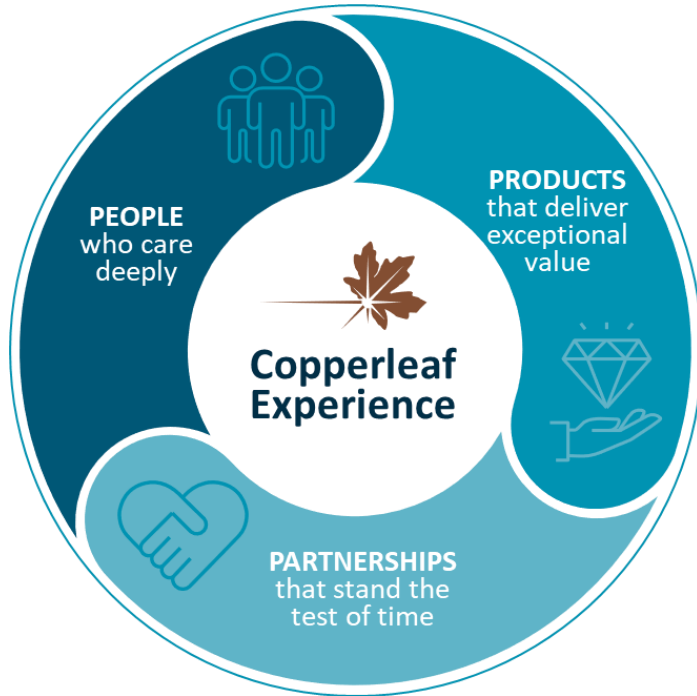 PEOPLE
who care
deeply
PRODUCTS
that deliver
exceptional
value
Copperleaf
Experience
PARTNERSHIPS
that stand the
test of time